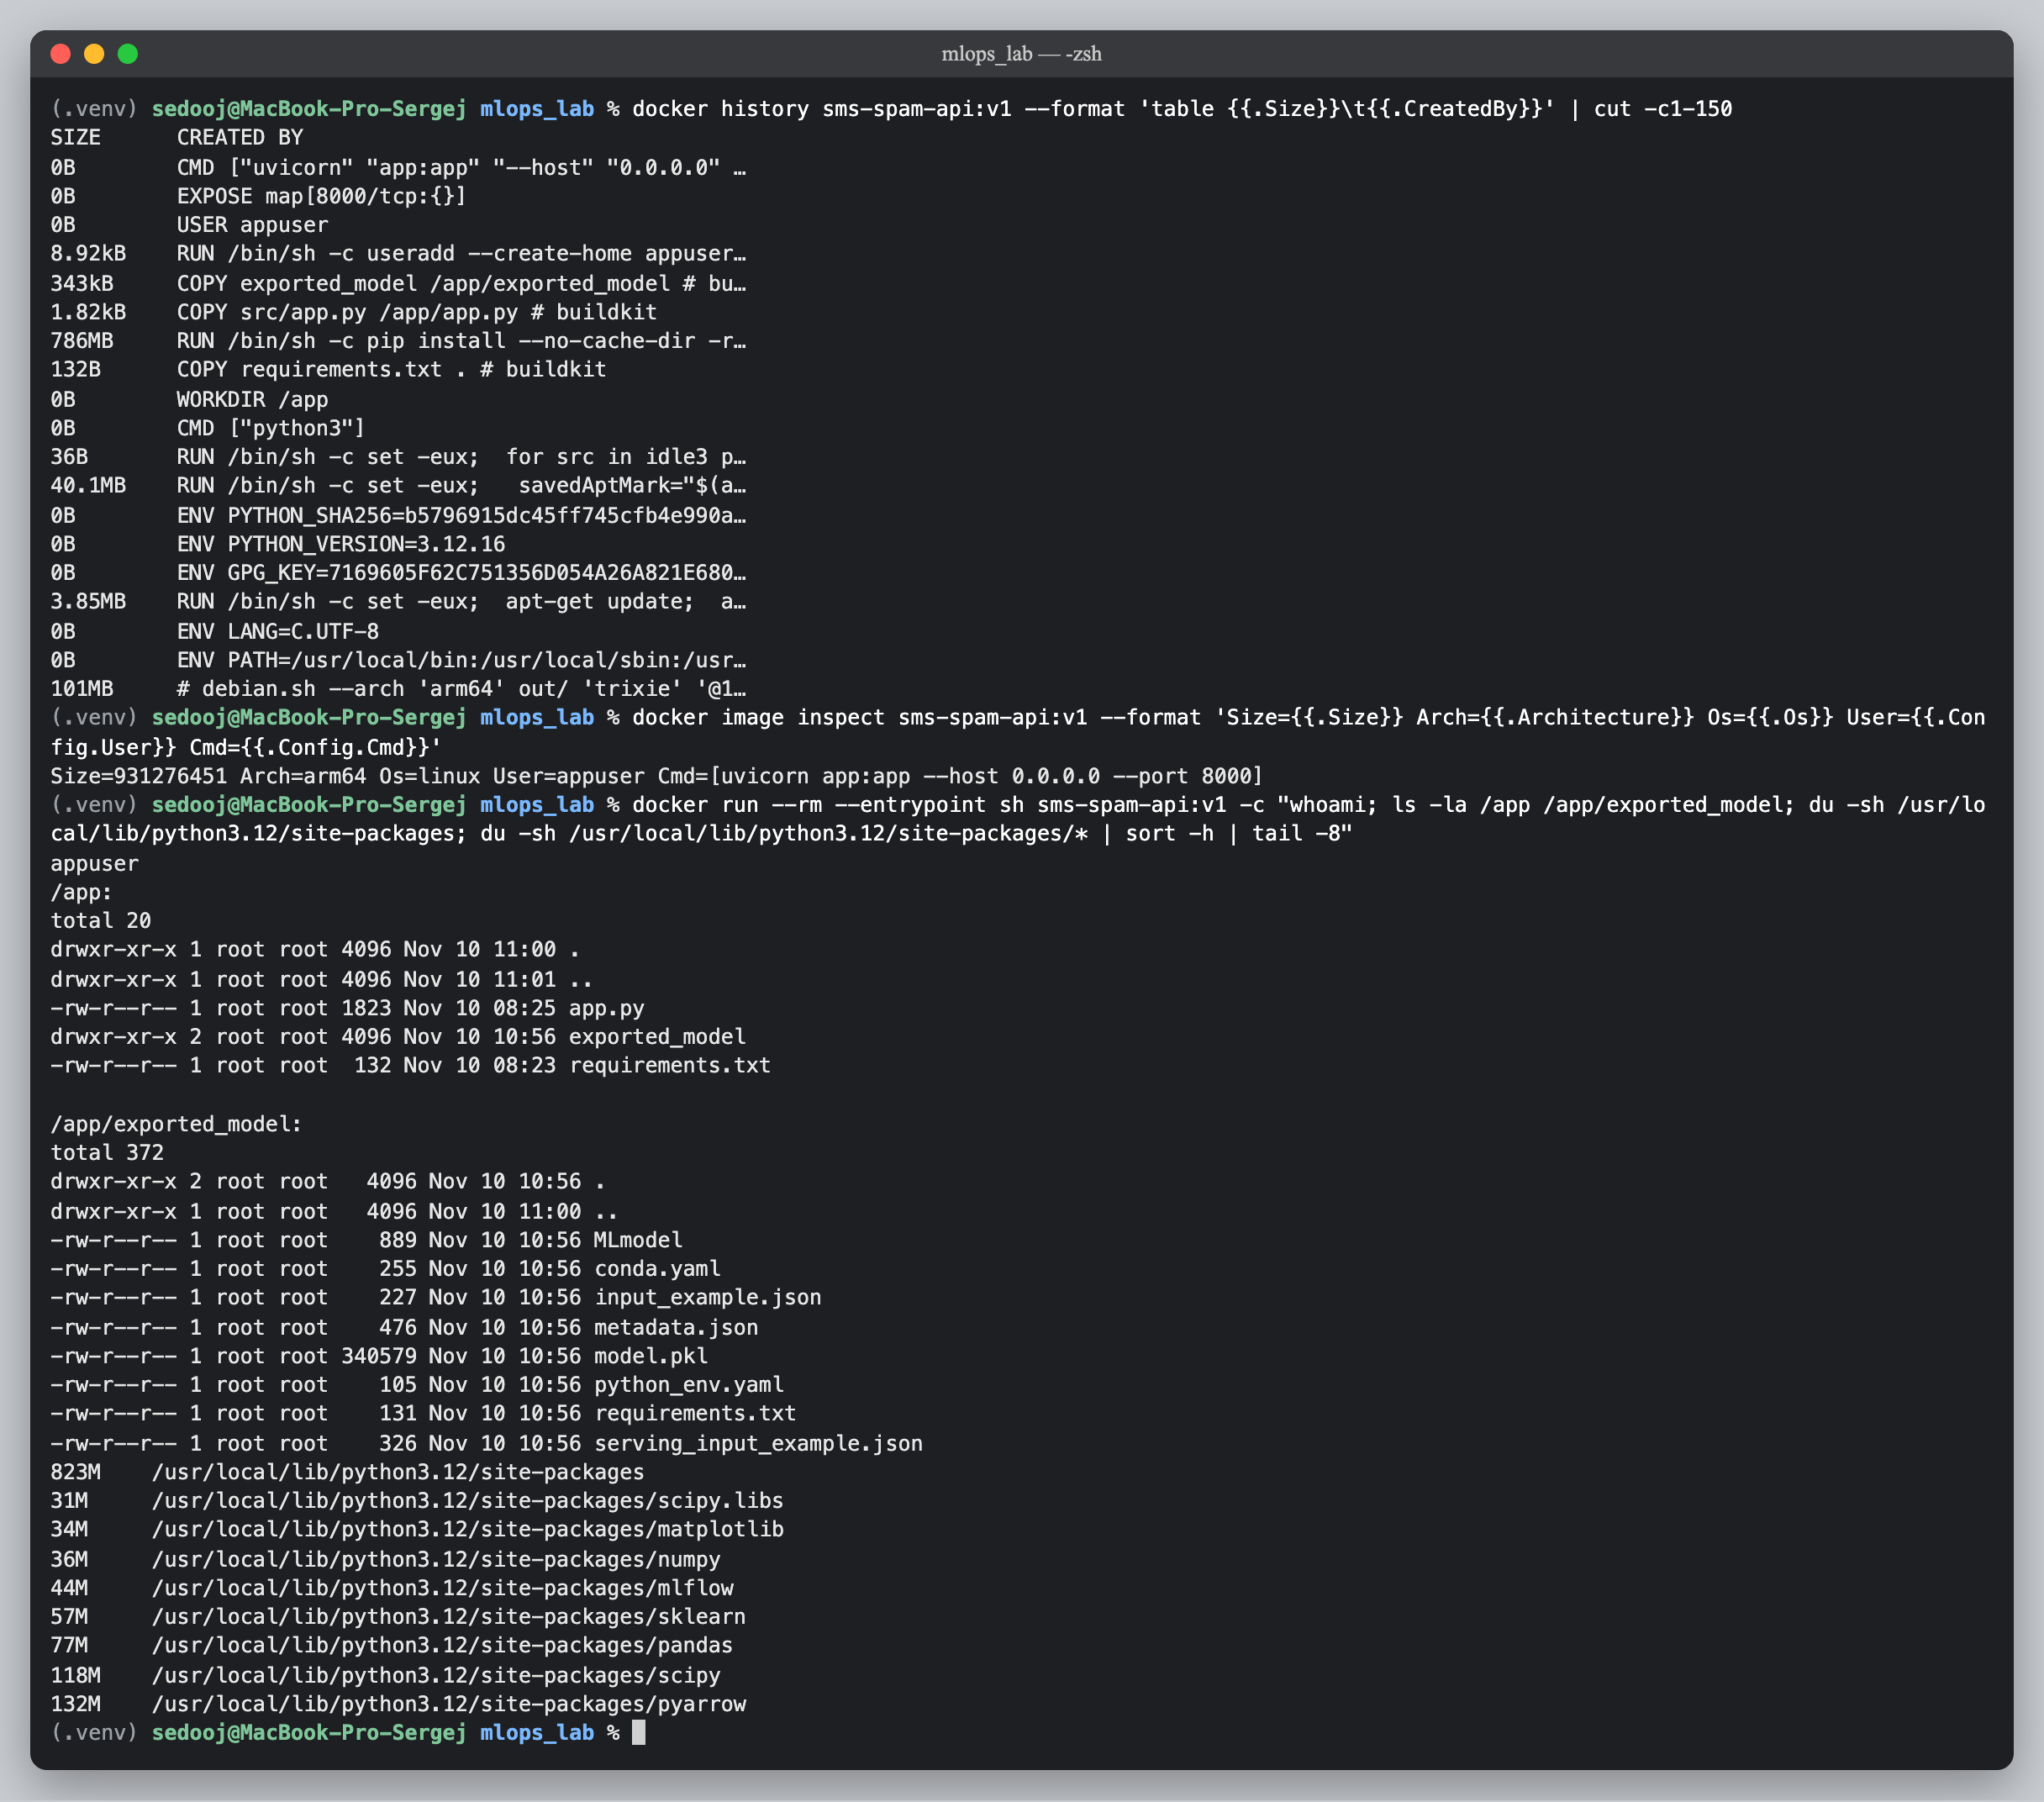 mlops_lab — -zsh
(.venv) sedooj@MacBook-Pro-Sergej mlops_lab % docker history sms-spam-api:v1 --format 'table {{.Size}}\t{{.CreatedBy}}' | cut -c1-150
SIZE      CREATED BY
0B        CMD ["uvicorn" "app:app" "--host" "0.0.0.0" …
0B        EXPOSE map[8000/tcp:{}]
0B        USER appuser
8.92kB    RUN /bin/sh -c useradd --create-home appuser…
343kB     COPY exported_model /app/exported_model # bu…
1.82kB    COPY src/app.py /app/app.py # buildkit
786MB     RUN /bin/sh -c pip install --no-cache-dir -r…
132B      COPY requirements.txt . # buildkit
0B        WORKDIR /app
0B        CMD ["python3"]
36B       RUN /bin/sh -c set -eux;  for src in idle3 p…
40.1MB    RUN /bin/sh -c set -eux;   savedAptMark="$(a…
0B        ENV PYTHON_SHA256=b5796915dc45ff745cfb4e990a…
0B        ENV PYTHON_VERSION=3.12.16
0B        ENV GPG_KEY=7169605F62C751356D054A26A821E680…
3.85MB    RUN /bin/sh -c set -eux;  apt-get update;  a…
0B        ENV LANG=C.UTF-8
0B        ENV PATH=/usr/local/bin:/usr/local/sbin:/usr…
101MB     # debian.sh --arch 'arm64' out/ 'trixie' '@1…
(.venv) sedooj@MacBook-Pro-Sergej mlops_lab % docker image inspect sms-spam-api:v1 --format 'Size={{.Size}} Arch={{.Architecture}} Os={{.Os}} User={{.Con
fig.User}} Cmd={{.Config.Cmd}}'
Size=931276451 Arch=arm64 Os=linux User=appuser Cmd=[uvicorn app:app --host 0.0.0.0 --port 8000]
(.venv) sedooj@MacBook-Pro-Sergej mlops_lab % docker run --rm --entrypoint sh sms-spam-api:v1 -c "whoami; ls -la /app /app/exported_model; du -sh /usr/lo
cal/lib/python3.12/site-packages; du -sh /usr/local/lib/python3.12/site-packages/* | sort -h | tail -8"
appuser
/app:
total 20
drwxr-xr-x 1 root root 4096 Nov 10 11:00 .
drwxr-xr-x 1 root root 4096 Nov 10 11:01 ..
-rw-r--r-- 1 root root 1823 Nov 10 08:25 app.py
drwxr-xr-x 2 root root 4096 Nov 10 10:56 exported_model
-rw-r--r-- 1 root root  132 Nov 10 08:23 requirements.txt

/app/exported_model:
total 372
drwxr-xr-x 2 root root   4096 Nov 10 10:56 .
drwxr-xr-x 1 root root   4096 Nov 10 11:00 ..
-rw-r--r-- 1 root root    889 Nov 10 10:56 MLmodel
-rw-r--r-- 1 root root    255 Nov 10 10:56 conda.yaml
-rw-r--r-- 1 root root    227 Nov 10 10:56 input_example.json
-rw-r--r-- 1 root root    476 Nov 10 10:56 metadata.json
-rw-r--r-- 1 root root 340579 Nov 10 10:56 model.pkl
-rw-r--r-- 1 root root    105 Nov 10 10:56 python_env.yaml
-rw-r--r-- 1 root root    131 Nov 10 10:56 requirements.txt
-rw-r--r-- 1 root root    326 Nov 10 10:56 serving_input_example.json
823M    /usr/local/lib/python3.12/site-packages
31M     /usr/local/lib/python3.12/site-packages/scipy.libs
34M     /usr/local/lib/python3.12/site-packages/matplotlib
36M     /usr/local/lib/python3.12/site-packages/numpy
44M     /usr/local/lib/python3.12/site-packages/mlflow
57M     /usr/local/lib/python3.12/site-packages/sklearn
77M     /usr/local/lib/python3.12/site-packages/pandas
118M    /usr/local/lib/python3.12/site-packages/scipy
132M    /usr/local/lib/python3.12/site-packages/pyarrow
(.venv) sedooj@MacBook-Pro-Sergej mlops_lab %